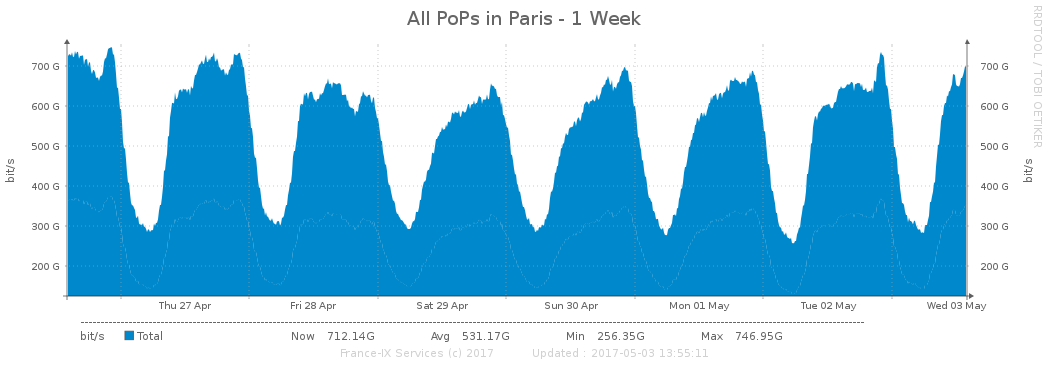 All PoPs in Paris - 1 Week
RRDTOOL / TOBI OETIKER
bit/s
700 G
600 G
500 G
400 G
300 G
200 G
700 G
600 G
500 G
400 G
300 G
200 G
bit/s
Thu 27 Apr Fri 28 Apr Sat 29 Apr Sun 30 Apr Mon 01 May Tue 02 May Wed 03 May
bit/s Total Now 712.14G Avg 531.17G Min 256.35G Max 746.95G
France-IX Services (c) 2017 Updated : 2017-05-03 13:55:11